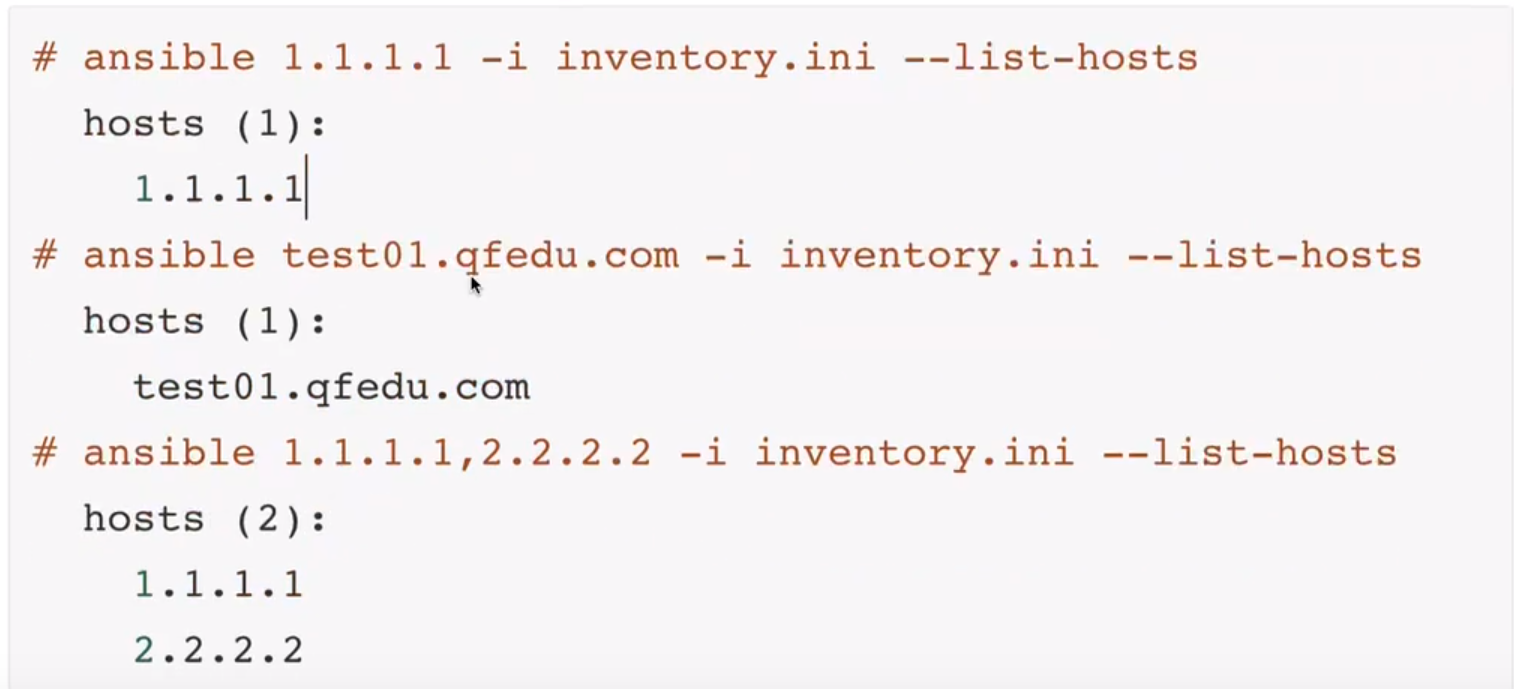 # ansible 1.1.1.1 -i inventory.ini --list-hosts
hosts (1):
1.1.1.1
# ansible test01.qfedu.com -i inventory.ini --list-hosts
hosts (1):
test01.qfedu.com
# ansible 1.1.1.1,2.2.2.2 -i inventory.ini --list-hosts
hosts (2):
1.1.1.1
2.2.2.2